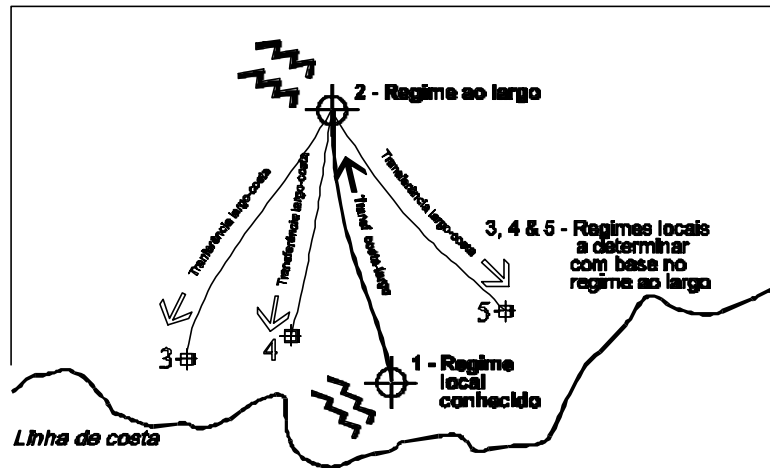 2 - Regime ao largo
Tranferência largo-costa
Transferência largo-costa
Transf costa-largo
Transferência largo-costa
3, 4 & 5 - Regimes locais
a determinar
com base no
regime ao largo
3
4
5
1 - Regime
local
conhecido
Linha de costa